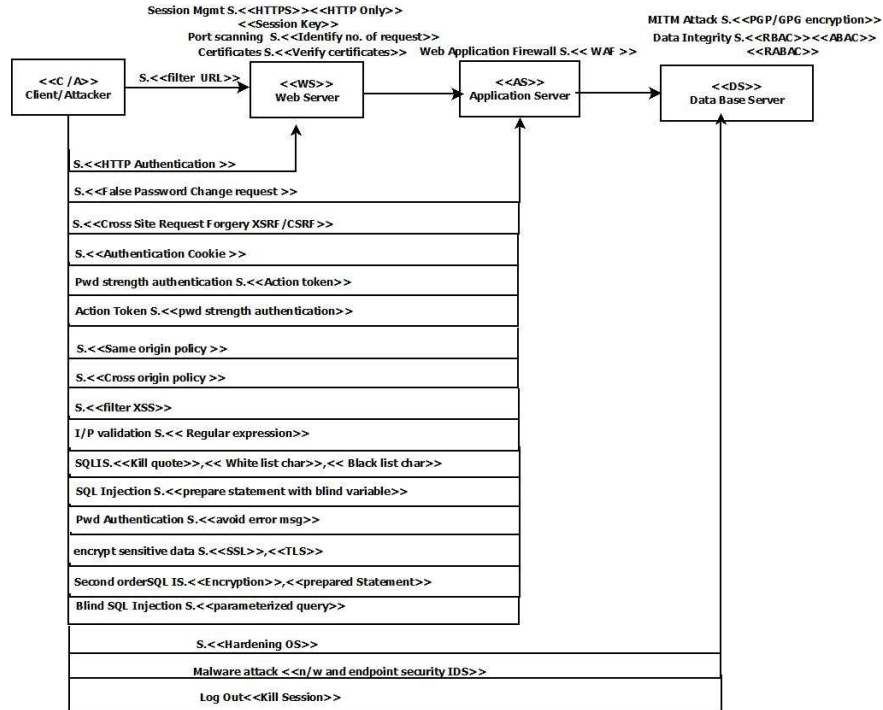 Session Mgmt S.<<HTTPS>><<HTTP Only>>
<<Session Key>>
Port scanning S.<<Identify no. of request>>
Certificates S.<<Verify certificates>>
Web Application Firewall S.<< WAF >>
MITM Attack S.<<PGP/GPG encryption>>
Data Integrity S.<<RBAC>><<ABAC>>
<<RABAC>>
<<C /A>>
Client/Attacker
S.<<filter URL>>
<<WS>>
Web Server
<<AS>>
Application Server
<<DS>>
Data Base Server
S.<<HTTP Authentication >>
S.<<False Password Change request >>
S.<<Cross Site Request Forgery XSRF/CSRF>>
S.<<Authentication Cookie >>
Pwd strength authentication S.<<Action token>>
Action Token S.<<pwd strength authentication>>
S.<<Same origin policy >>
S.<<Cross origin policy >>
S.<<filter XSS>>
I/P validation S.<< Regular expression>>
SQLIS.<<Kill quote>>,<< White list char>>,<< Black list char>>
SQL Injection S.<<prepare statement with blind variable>>
Pwd Authentication S.<<avoid error msg>>
encrypt sensitive data S.<<SSL>>,<<TLS>>
Second orderSQL IS.<<Encryption>>,<<prepared Statement>>
Blind SQL Injection S.<<parameterized query>>
S.<<Hardening OS>>
Malware attack <<n/w and endpoint security IDS>>
Log Out<<Kill Session>>